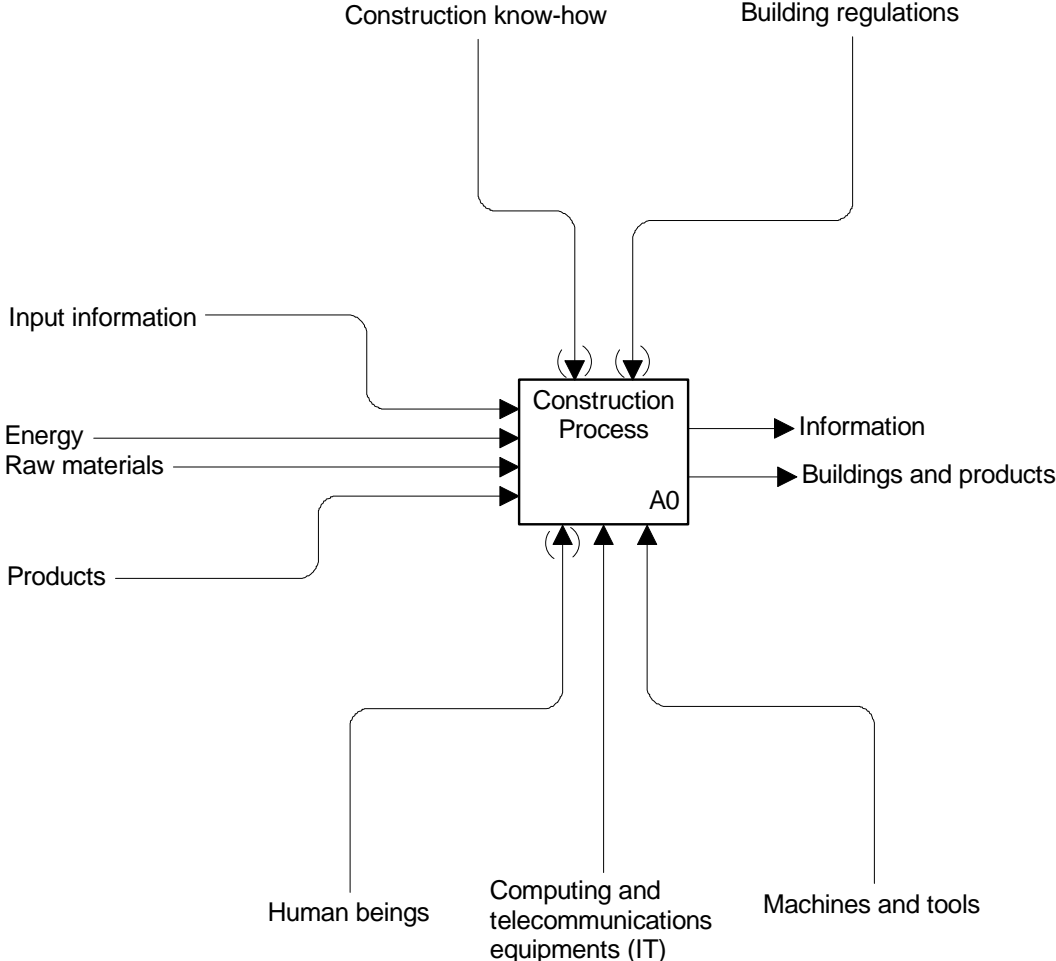 Construction know-how
Building regulations
Input information
Construction
Process
Energy
Information
Raw materials
Buildings and products
A0
Products
Human beings
Computing and
telecommunications
equipments (IT)
Machines and tools